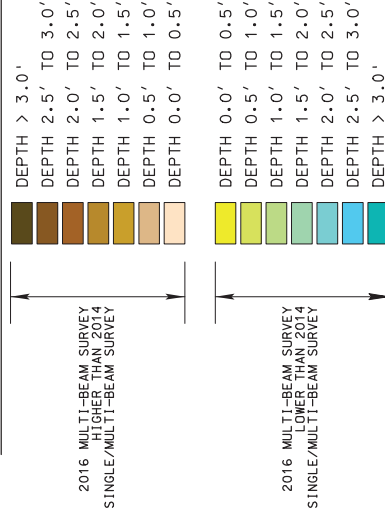 DEPTH > 3.0'
DEPTH 2.5' TO 3.0'
DEPTH 2.0' TO 2.5'
DEPTH 1.5' TO 2.0'
DEPTH 1.0' TO 1.5'
DEPTH 0.5' TO 1.0'
DEPTH 0.0' TO 0.5'
2016 MULTI-BEAM SURVEY
HIGHER THAN 2014
SINGLE/MULTI-BEAM SURVEY
DEPTH 0.0' TO 0.5'
DEPTH 0.5' TO 1.0'
DEPTH 1.0' TO 1.5'
DEPTH 1.5' TO 2.0'
DEPTH 2.0' TO 2.5'
DEPTH 2.5' TO 3.0'
DEPTH > 3.0'
2016 MULTI-BEAM SURVEY
LOWER THAN 2014
SINGLE/MULTI-BEAM SURVEY